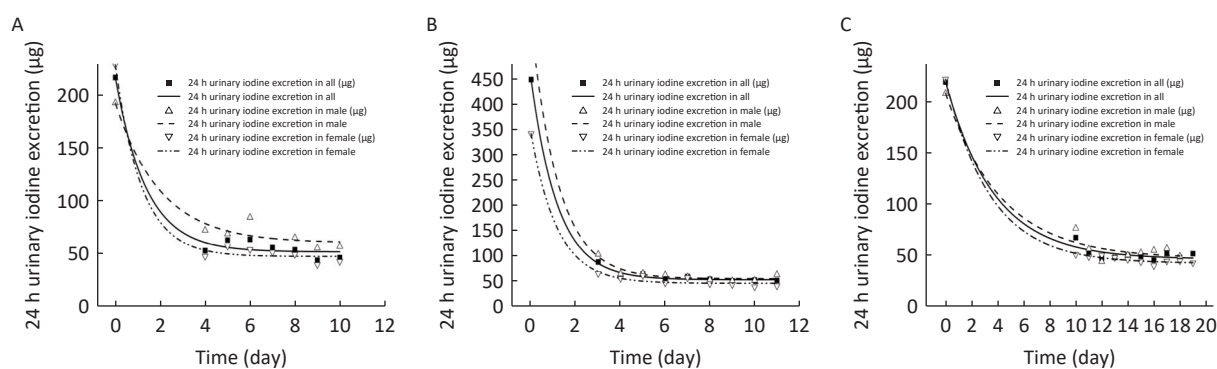 A
24 h urinary iodine excretion (μg)
200
150
100
50
0
24 h urinary iodine excretion in all (μg)
24 h urinary iodine excretion in all
24 h urinary iodine excretion in male (μg)
24 h urinary iodine excretion in male
24 h urinary iodine excretion in female (μg)
24 h urinary iodine excretion in female
0 2 4 6 8 10 12
Time (day)
B
24 h urinary iodine excretion (μg)
450
400
350
300
450
200
150
100
50
0
24 h urinary iodine excretion in all (μg)
24 h urinary iodine excretion in all
24 h urinary iodine excretion in male (μg)
24 h urinary iodine excretion in male
24 h urinary iodine excretion in female (μg)
24 h urinary iodine excretion in female
0 2 4 6 8 10 12
Time (day)
C
24 h urinary iodine excretion (μg)
200
150
100
50
0
24 h urinary iodine excretion in all (μg)
24 h urinary iodine excretion in all
24 h urinary iodine excretion in male (μg)
24 h urinary iodine excretion in male
24 h urinary iodine excretion in female (μg)
24 h urinary iodine excretion in female
0 2 4 6 8 10 12 14 16 18 20
Time (day)